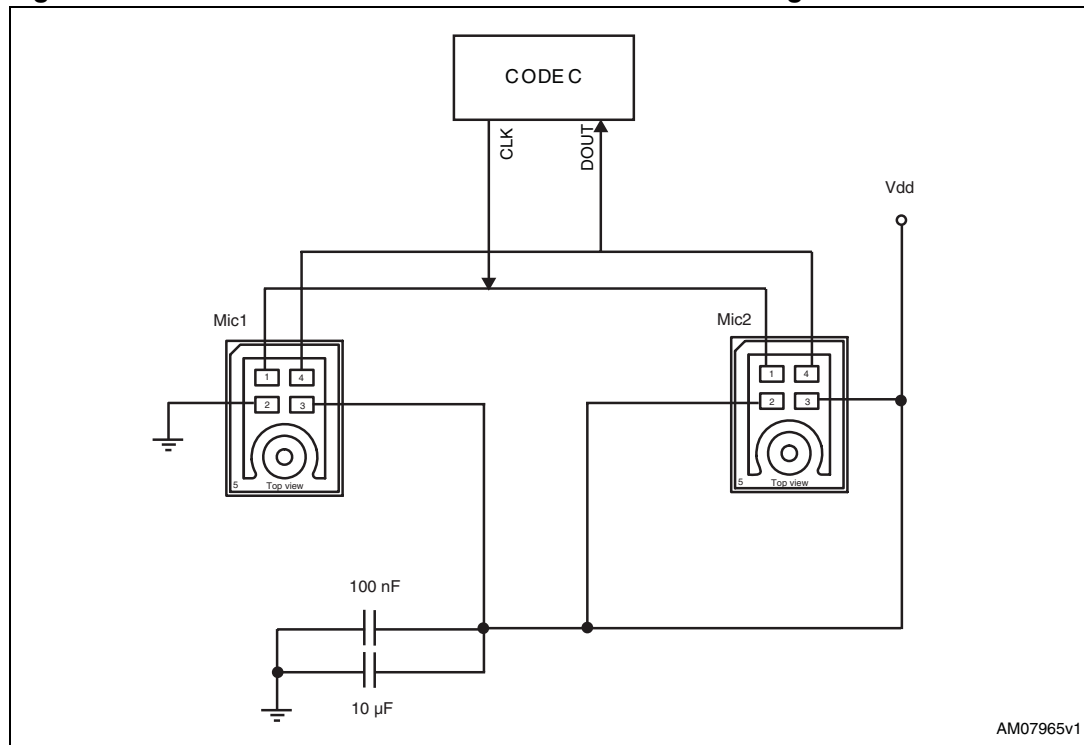 CODEC
CLK
DOUT
Vdd
Mic1
Mic2
1 4
2 3
5 Top view
1 4
2 3
5 Top view
100 nF
10 µF
AM07965v1